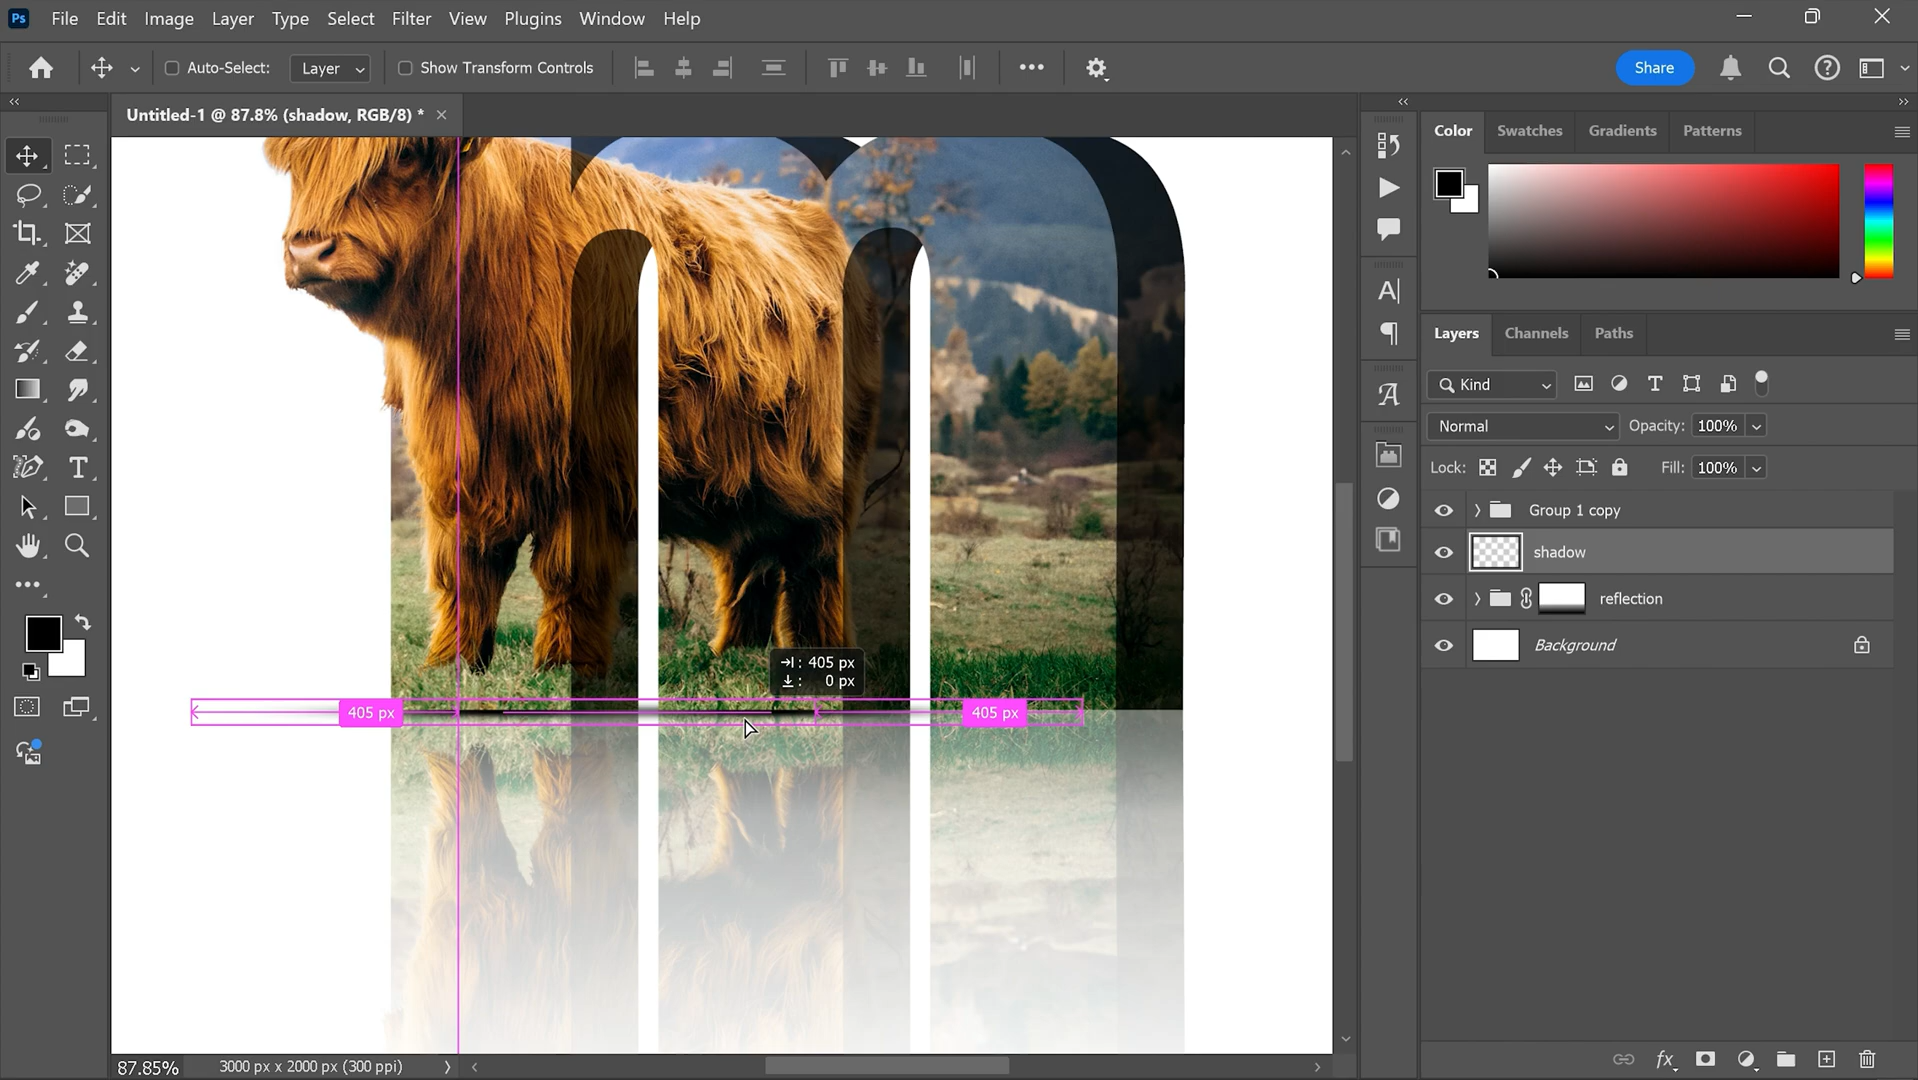 Ps File Edit Image Layer Type Select Filter View Plugins Window Help
Auto-Select: Layer Show Transform Controls Share
Untitled-1 @ 87.8% (shadow, RGB/8) *
Color Swatches Gradients Patterns
Layers Channels Paths
Kind
Normal Opacity: 100%
Lock: Fill: 100%
Group 1 copy
shadow
reflection
Background
: 405 px
: 0 px
405 px 405 px
87.85% 3000 px x 2000 px (300 ppi)